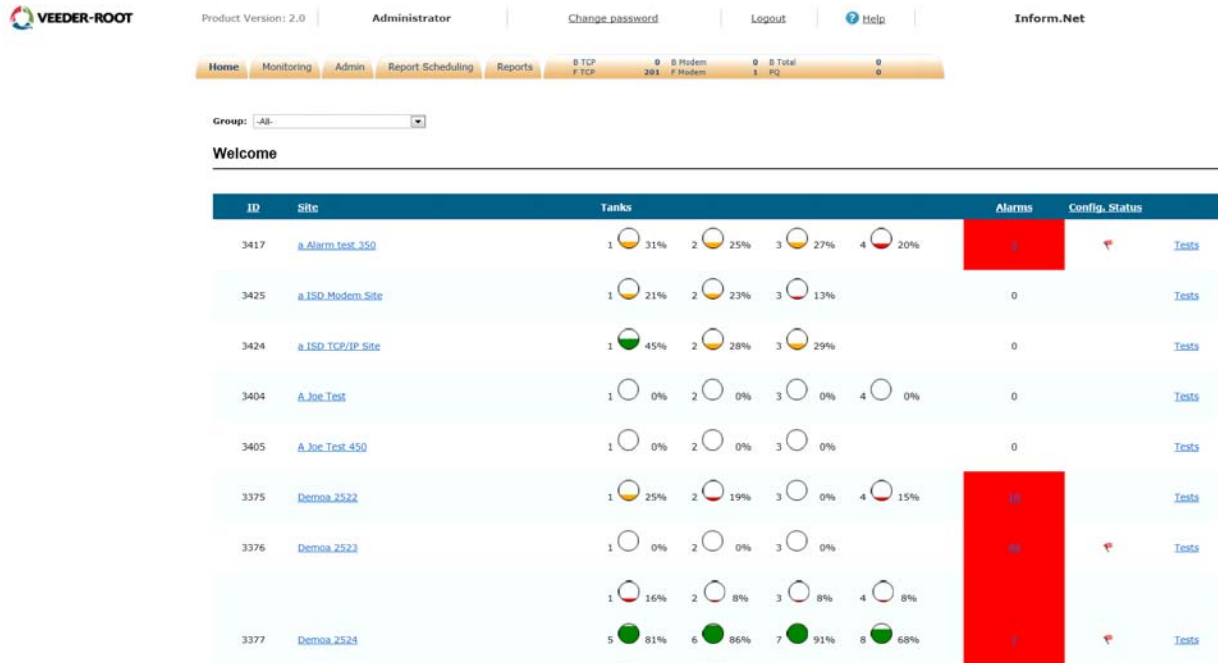 VEEDER-ROOT Product Version: 2.0 Administrator Change password Logout Help Inform.Net
Home Monitoring Admin Report Scheduling Reports B TCP 0 B Modem 0 B Total 0
F TCP 201 F Modem 1 PQ 0
Group: -All-
Welcome
ID Site Tanks Alarms Config. Status
3417 a Alarm test 350 1 31% 2 25% 3 27% 4 20% Tests
3425 a ISD Modem Site 1 21% 2 23% 3 13% 0 Tests
3424 a ISD TCP/IP Site 1 45% 2 28% 3 29% 0 Tests
3404 A Joe Test 1 0% 2 0% 3 0% 4 0% 0 Tests
3405 A Joe Test 450 1 0% 2 0% 3 0% 0 Tests
3375 Demoa 2522 1 25% 2 19% 3 0% 4 15% Tests
3376 Demoa 2523 1 0% 2 0% 3 0% Tests
1 16% 2 8% 3 8% 4 8%
3377 Demoa 2524 5 81% 6 86% 7 91% 8 68% Tests